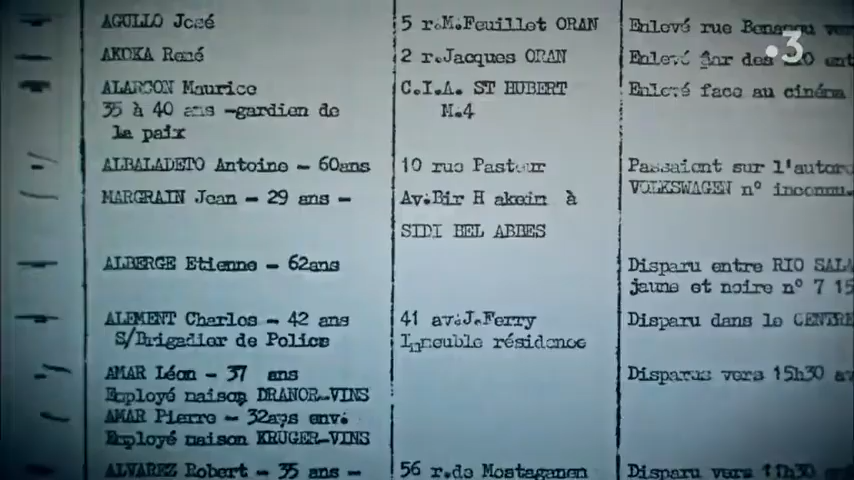 AGULLO José
5 r.M.Feuillet ORAN
Enlevé rue
AKOKA René
2 r.Jacques ORAN
Enlevé par des
3
ALARCON Maurice
C.I.A. ST HUBERT
Enlevé face au cinéma
35 à 40 ans -gardien de
M.4
la paix
ALBALADETO Antoine - 60ans
10 rue Pasteur
Passaient sur l'autor
MARGRAIN Jean - 29 ans -
Av.Bir H akeim à
VOLKSWAGEN n° inconnu.
SIDI BEL ABBES
ALBERGE Etienne - 62ans
Disparu entre RIO SALA
jaune et noire n° 7 15
ALEMENT Charles - 42 ans
41 av.J.Ferry
Disparu dans le CENTRE
S/Brigadier de Police
Immeuble résidence
AMAR Léon - 37 ans
Disparus vers 15h30 av
Employé maison DRANOR-VINS
AMAR Pierre - 32ans env.
Employé maison KRUGER-VINS
ALVAREZ Robert - 35 ans -
56 r.de Mostaganem
Disparu vers 11h30